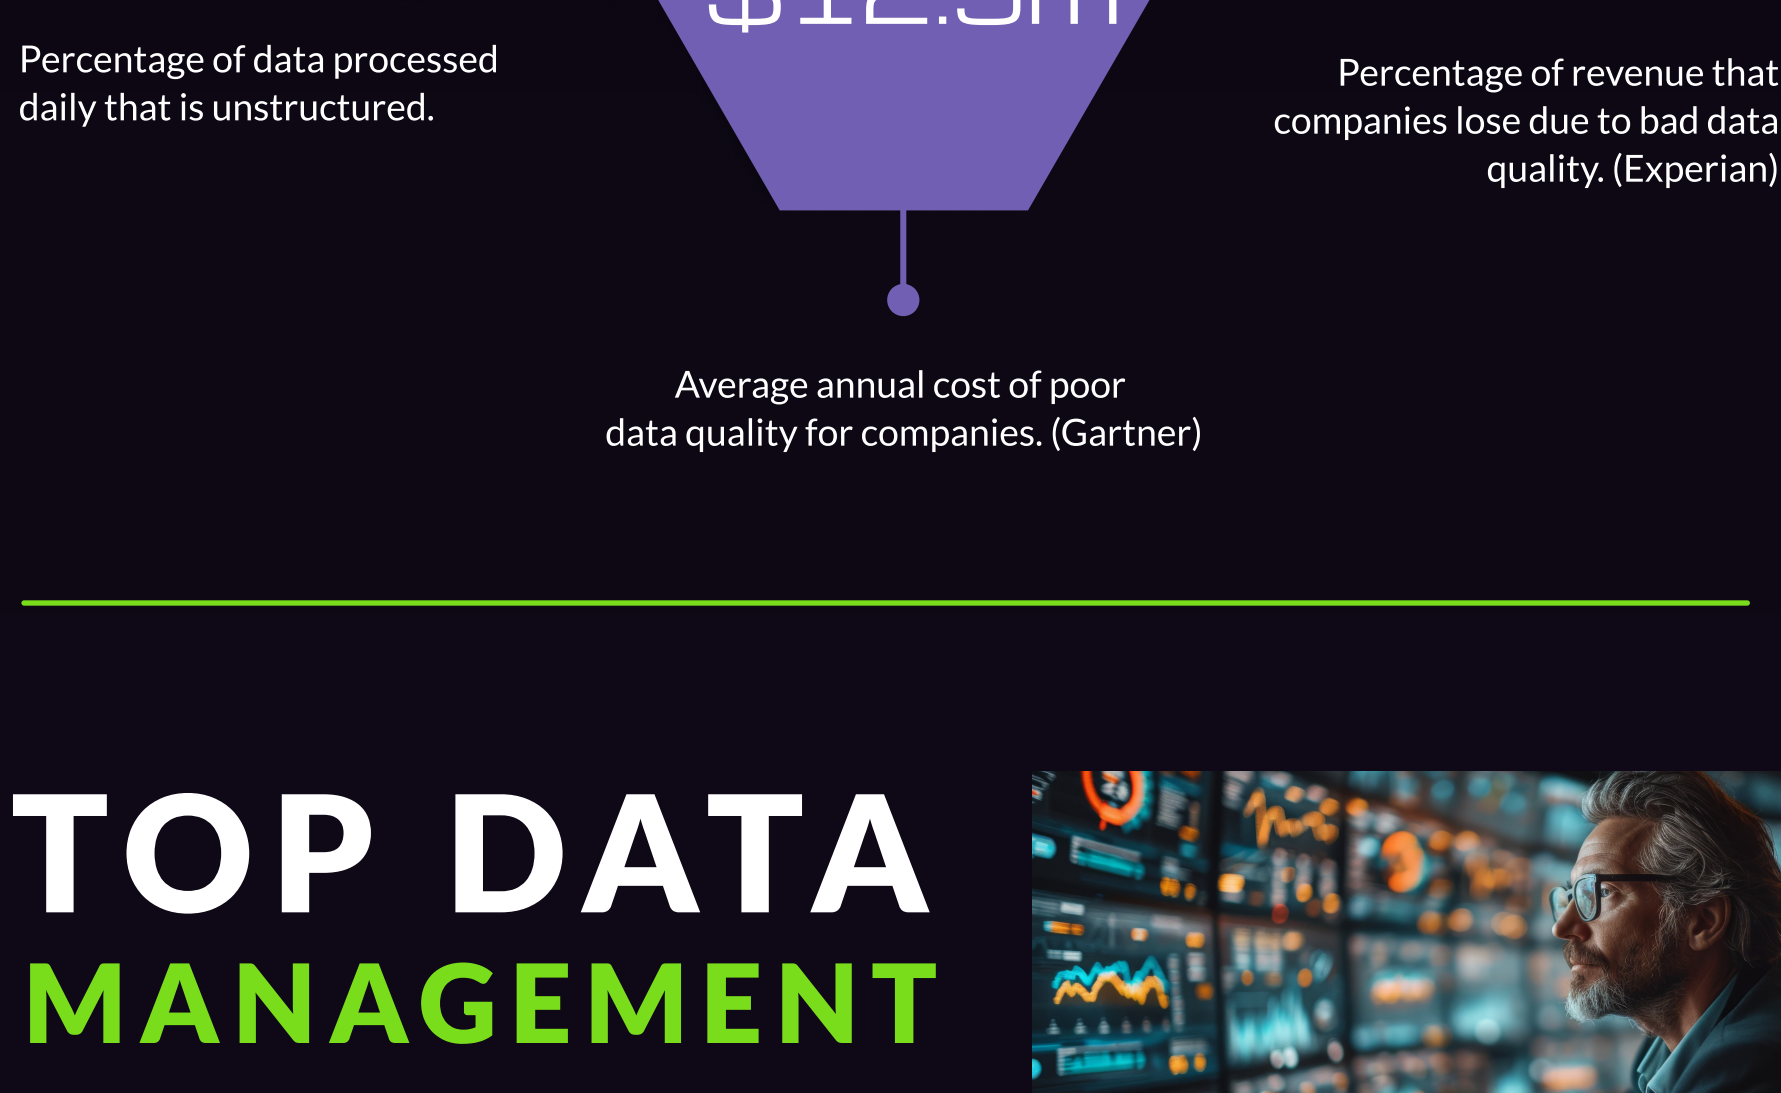 Percentage of data processed
daily that is unstructured.
Percentage of revenue that
companies lose due to bad data
quality. (Experian)
Average annual cost of poor
data quality for companies. (Gartner)
TOP DATA
MANAGEMENT